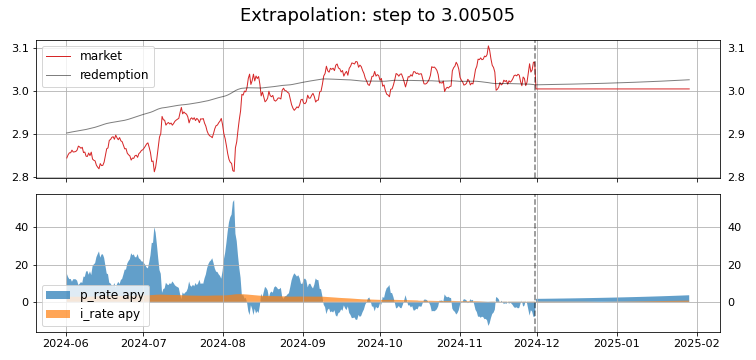 Extrapolation: step to 3.00505
3.1 3.1
market
redemption
3.0 3.0
2.9 2.9
2.8 2.8
40 40
20 20
p_rate apy
0 0
i_rate apy
2024-06 2024-07 2024-08 2024-09 2024-10 2024-11 2024-12 2025-01 2025-02